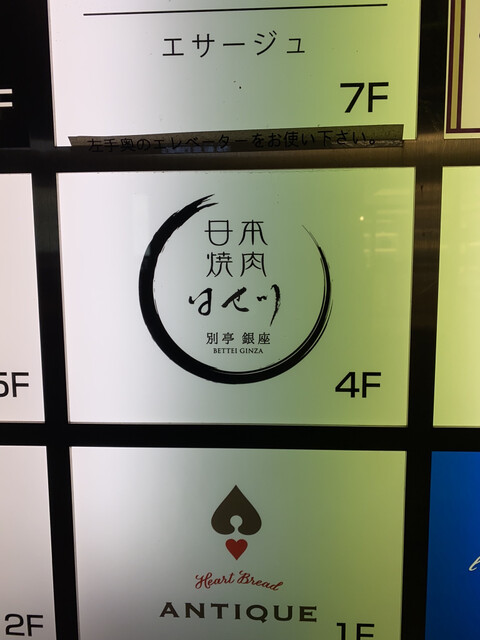 エサージュ
7F
F
左手奥のエレベーターをお使い下さい。
日本
焼肉
はせ川
別亭 銀座
BETTEI GINZA
4F
5F
Heart Bread
ANTIQUE
1F
2F